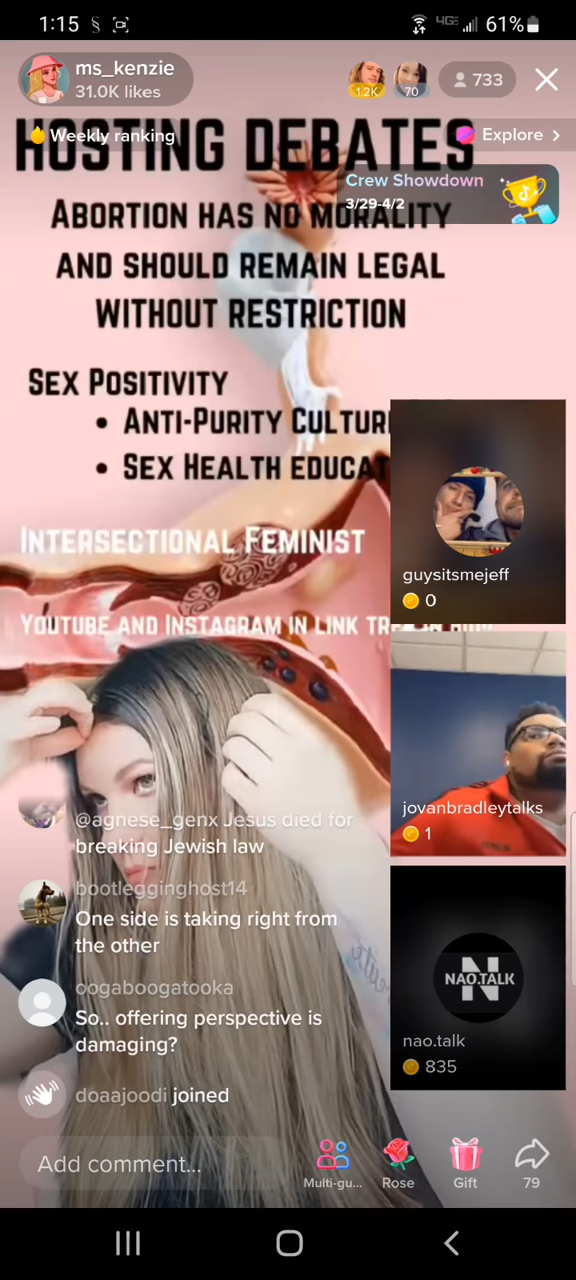 1:15
4G
61%
ms_kenzie
31.0K likes
1.2K
70
733
Weekly ranking
Explore >
HOSTING DEBATES
Crew Showdown
3/29-4/2
ABORTION HAS NO MORALITY
AND SHOULD REMAIN LEGAL
WITHOUT RESTRICTION
SEX POSITIVITY
• ANTI-PURITY CULTUR
• SEX HEALTH EDUCAT
INTERSECTIONAL FEMINIST
YOUTUBE AND INSTAGRAM IN LINK
guysitsmejeff
0
jovanbradleytalks
1
N
NAO.TALK
nao.talk
835
@agnese_genx Jesus died for
breaking Jewish law
bootlegginghost14
One side is taking right from
the other
oogaboogatooka
So.. offering perspective is
damaging?
doaajoodi joined
Add comment...
Multi-gu...
Rose
Gift
79